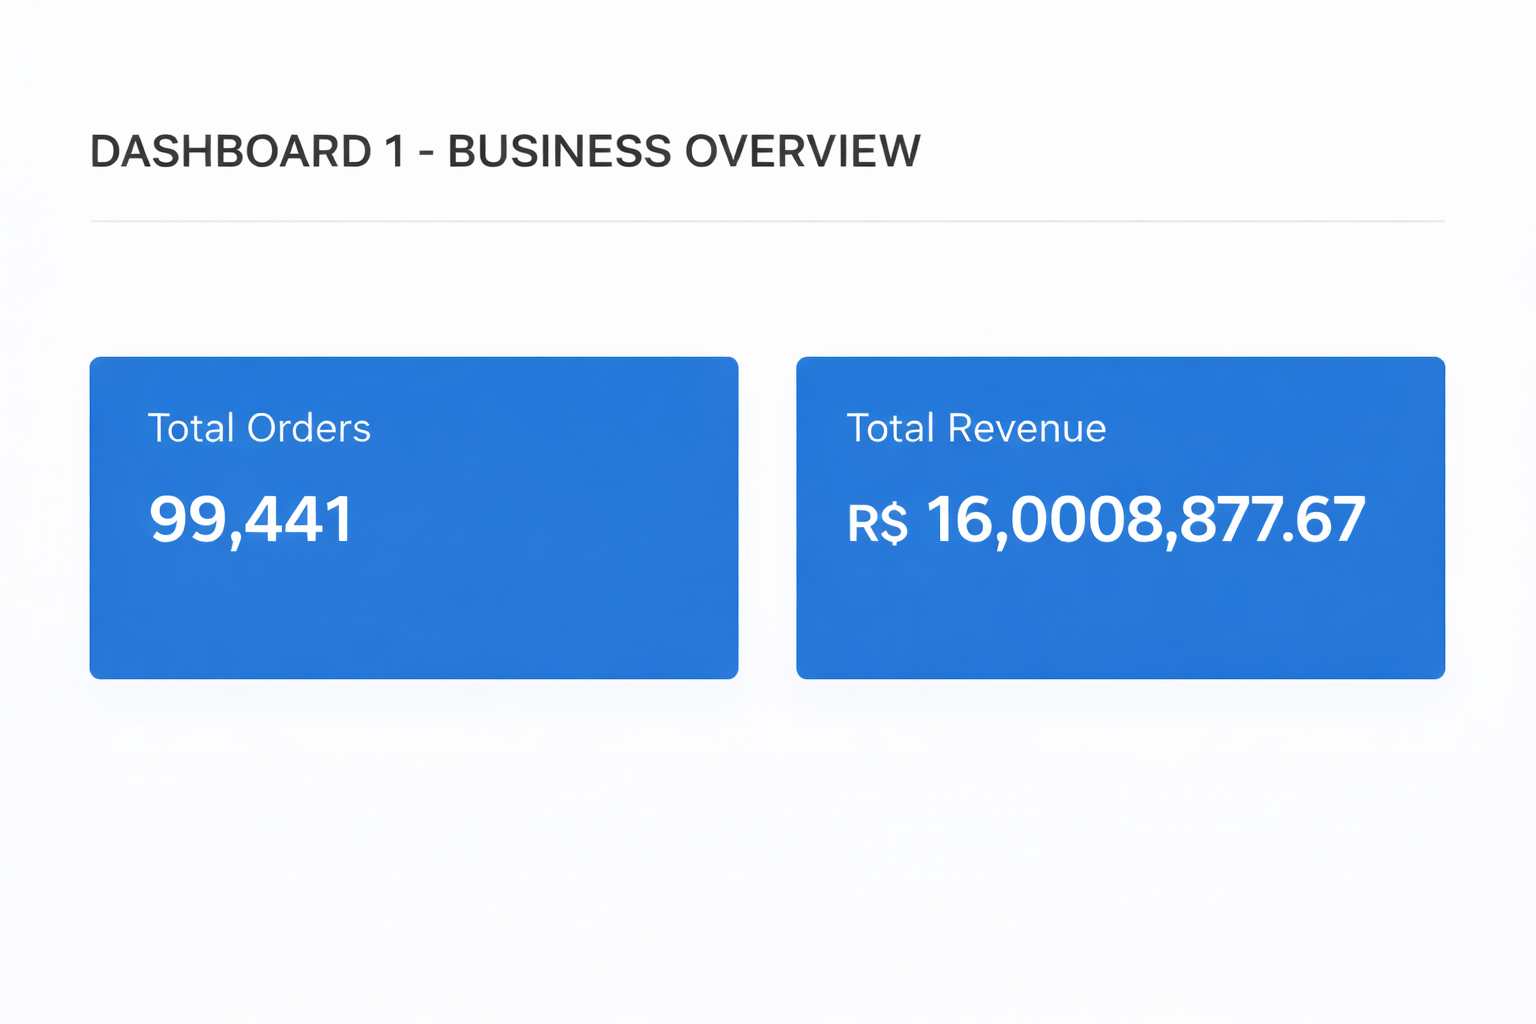 DASHBOARD 1 - BUSINESS OVERVIEW
Total Orders
99,441
Total Revenue
R$ 16,0008,877.67